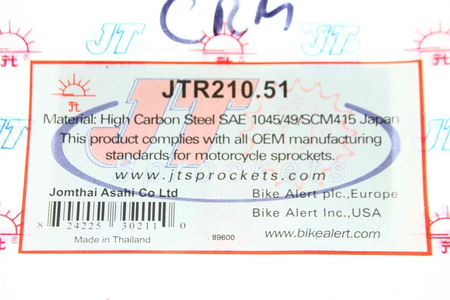 CRM
JT
JT
JT
JTR210.51
Material: High Carbon Steel SAE 1045/49/SCM415 Japan
This product complies with all OEM manufacturing
standards for motorcycle sprockets.
www.jtsprockets.com
Jomthai Asahi Co Ltd
Bike Alert plc.,Europe
8 24225 30211 0
Bike Alert Inc.,USA
Made in Thailand
89600
www.bikealert.com